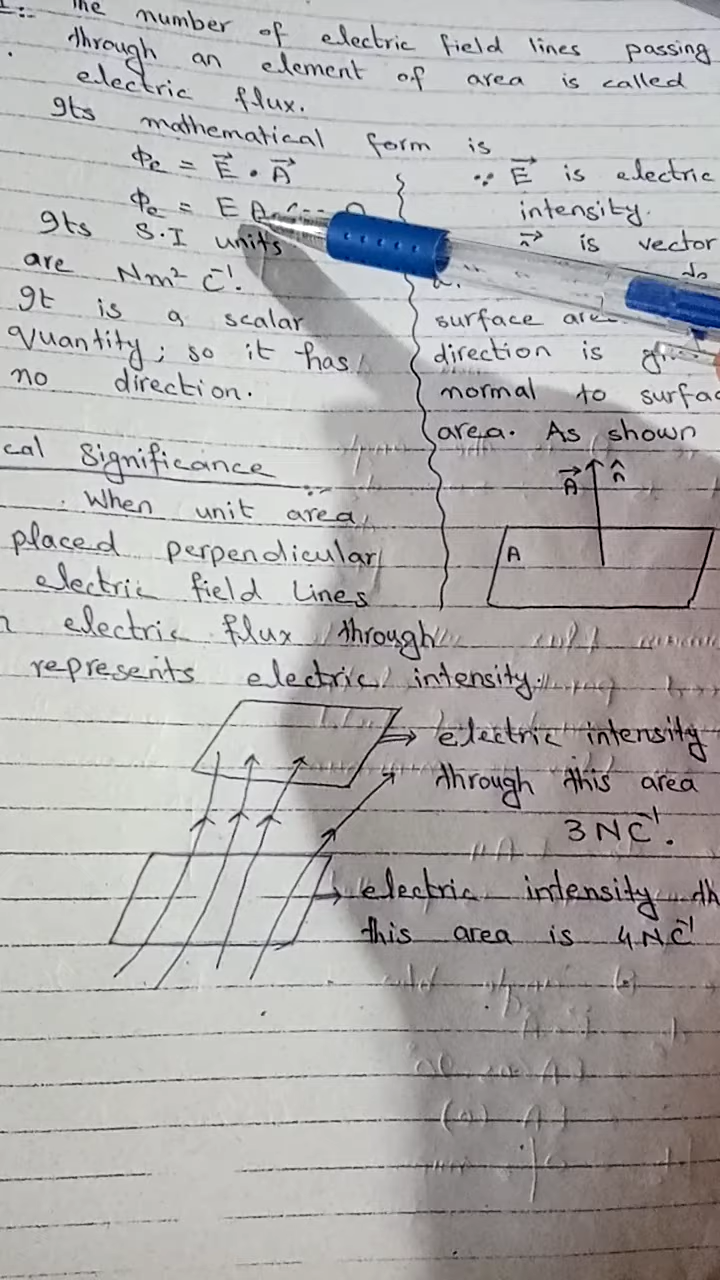 the number of electric field lines passing
through an element of area is called
electric flux.
Its mathematical form is
Φe = E⃗ . A⃗
Φe = E A
Its S.I units
are Nm² C⁻¹.
It is a scalar
Quantity; so it has
no direction.
∵ E⃗ is electric
intensity.
is vector
surface
direction is
normal to
area. As shown
A⃗ n̂
A
Significance
When unit area
placed perpendicular
electric field Lines
electric flux through
represents electric intensity.
⇒ electric intensity
through this area
3 NC⁻¹.
→ electric intensity
this area is 4NC⁻¹